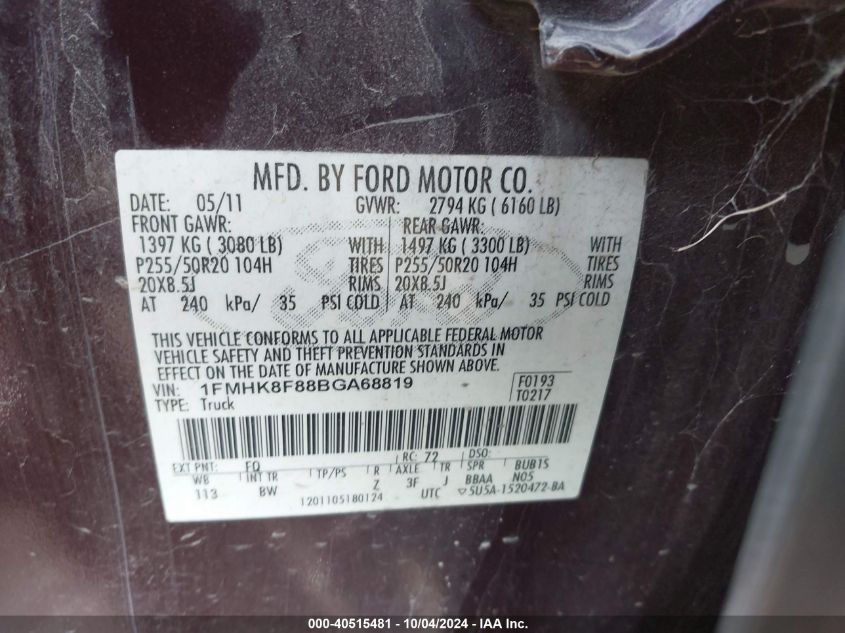 MFD. BY FORD MOTOR CO.
DATE: 05/11 GVWR: 2794 KG ( 6160 LB)
FRONT GAWR: REAR GAWR:
1397 KG ( 3080 LB) WITH 1497 KG ( 3300 LB) WITH
P255/50R20 104H TIRES P255/50R20 104H TIRES
20X8.5J RIMS 20X8.5J RIMS
AT 240 kPa/ 35 PSI COLD AT 240 kPa/ 35 PSI COLD
THIS VEHICLE CONFORMS TO ALL APPLICABLE FEDERAL MOTOR
VEHICLE SAFETY AND THEFT PREVENTION STANDARDS IN
EFFECT ON THE DATE OF MANUFACTURE SHOWN ABOVE.
VIN: 1FMHK8F88BGA68819 F0193
TYPE: Truck T0217
EXT PNT: FQ RC: 72 DSO:
WB INT TR TP/PS R AXLE TR SPR BUB1S
113 BW Z 3F J BBAA N05
1201105180124 UTC ▽5U5A-1520472-BA
000-40515481 - 10/04/2024 - IAA Inc.